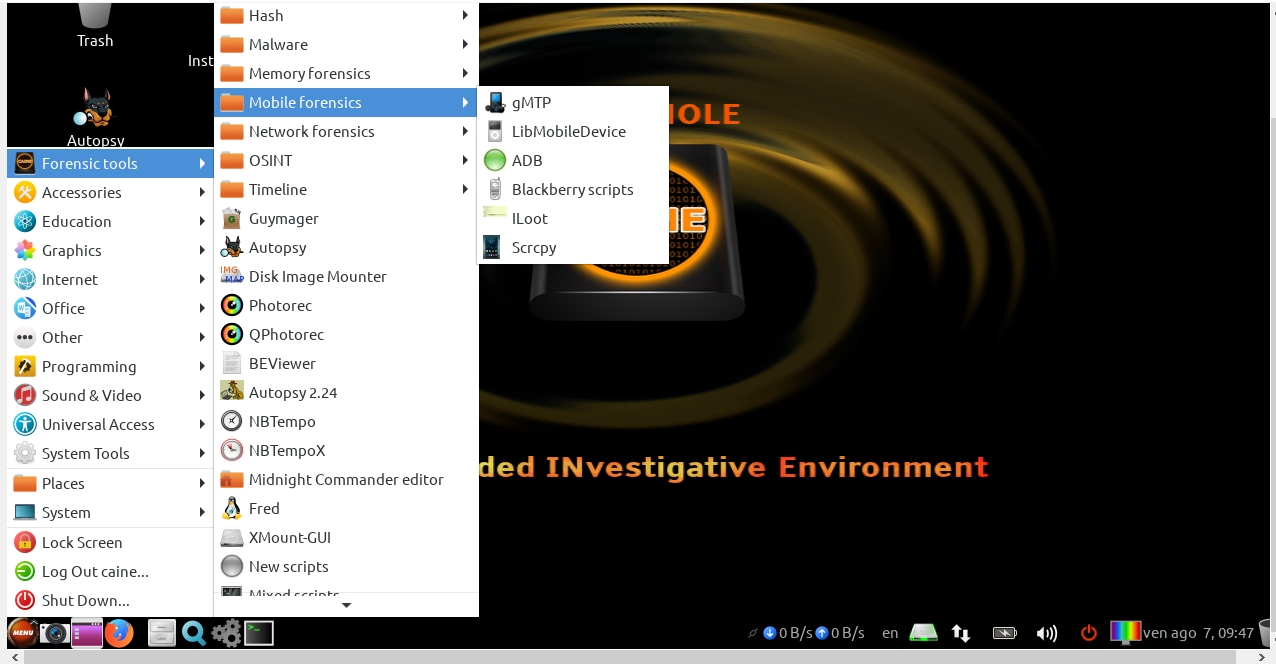 Trash
Inst
Autopsy
Forensic tools
Accessories
Education
Graphics
Internet
Office
Other
Programming
Sound & Video
Universal Access
System Tools
Places
System
Lock Screen
Log Out caine...
Shut Down...
Hash
Malware
Memory forensics
Mobile forensics
Network forensics
OSINT
Timeline
Guymager
Autopsy
Disk Image Mounter
Photorec
QPhotorec
BEViewer
Autopsy 2.24
NBTempo
NBTempoX
Midnight Commander editor
Fred
XMount-GUI
New scripts
Mixed scripts
gMTP
LibMobileDevice
ADB
Blackberry scripts
ILoot
Scrcpy
HOLE
NE
ded INvestigative Environment
MENU
0 B/s 0 B/s en ven ago 7, 09:47